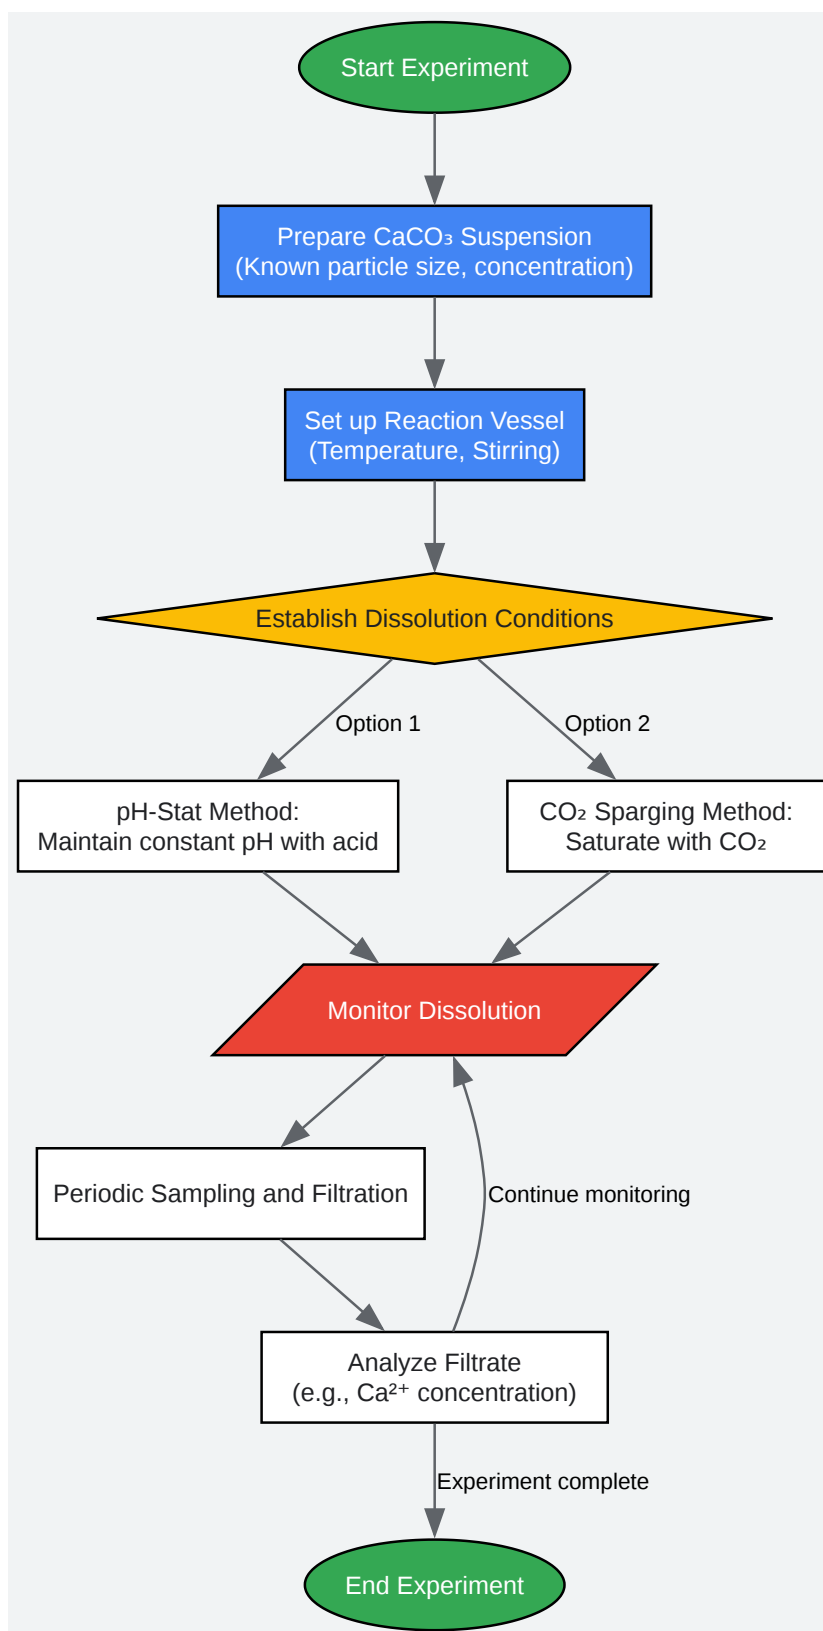 Start Experiment
Prepare CaCO₃ Suspension
(Known particle size, concentration)
Set up Reaction Vessel
(Temperature, Stirring)
Establish Dissolution Conditions
Option 1
Option 2
pH-Stat Method:
Maintain constant pH with acid
CO₂ Sparging Method:
Saturate with CO₂
Monitor Dissolution
Periodic Sampling and Filtration
Continue monitoring
Analyze Filtrate
(e.g., Ca²⁺ concentration)
Experiment complete
End Experiment